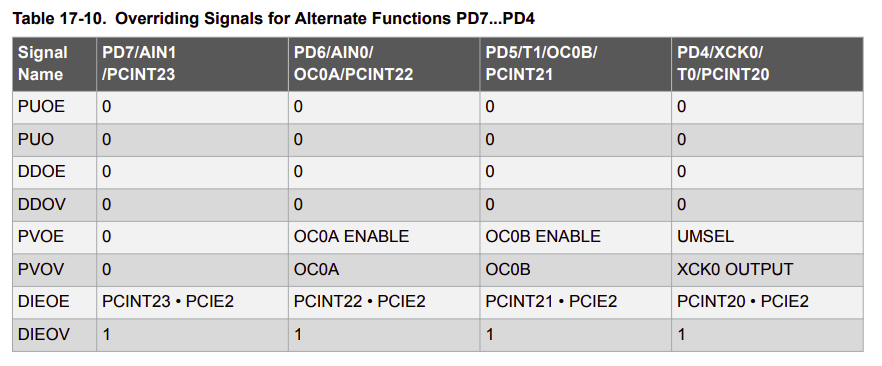 Table 17-10. Overriding Signals for Alternate Functions PD7...PD4
Signal Name PD7/AIN1 /PCINT23 PD6/AIN0/ OC0A/PCINT22 PD5/T1/OC0B/ PCINT21 PD4/XCK0/ T0/PCINT20
PUOE 0 0 0 0
PUO 0 0 0 0
DDOE 0 0 0 0
DDOV 0 0 0 0
PVOE 0 OC0A ENABLE OC0B ENABLE UMSEL
PVOV 0 OC0A OC0B XCK0 OUTPUT
DIEOE PCINT23 • PCIE2 PCINT22 • PCIE2 PCINT21 • PCIE2 PCINT20 • PCIE2
DIEOV 1 1 1 1